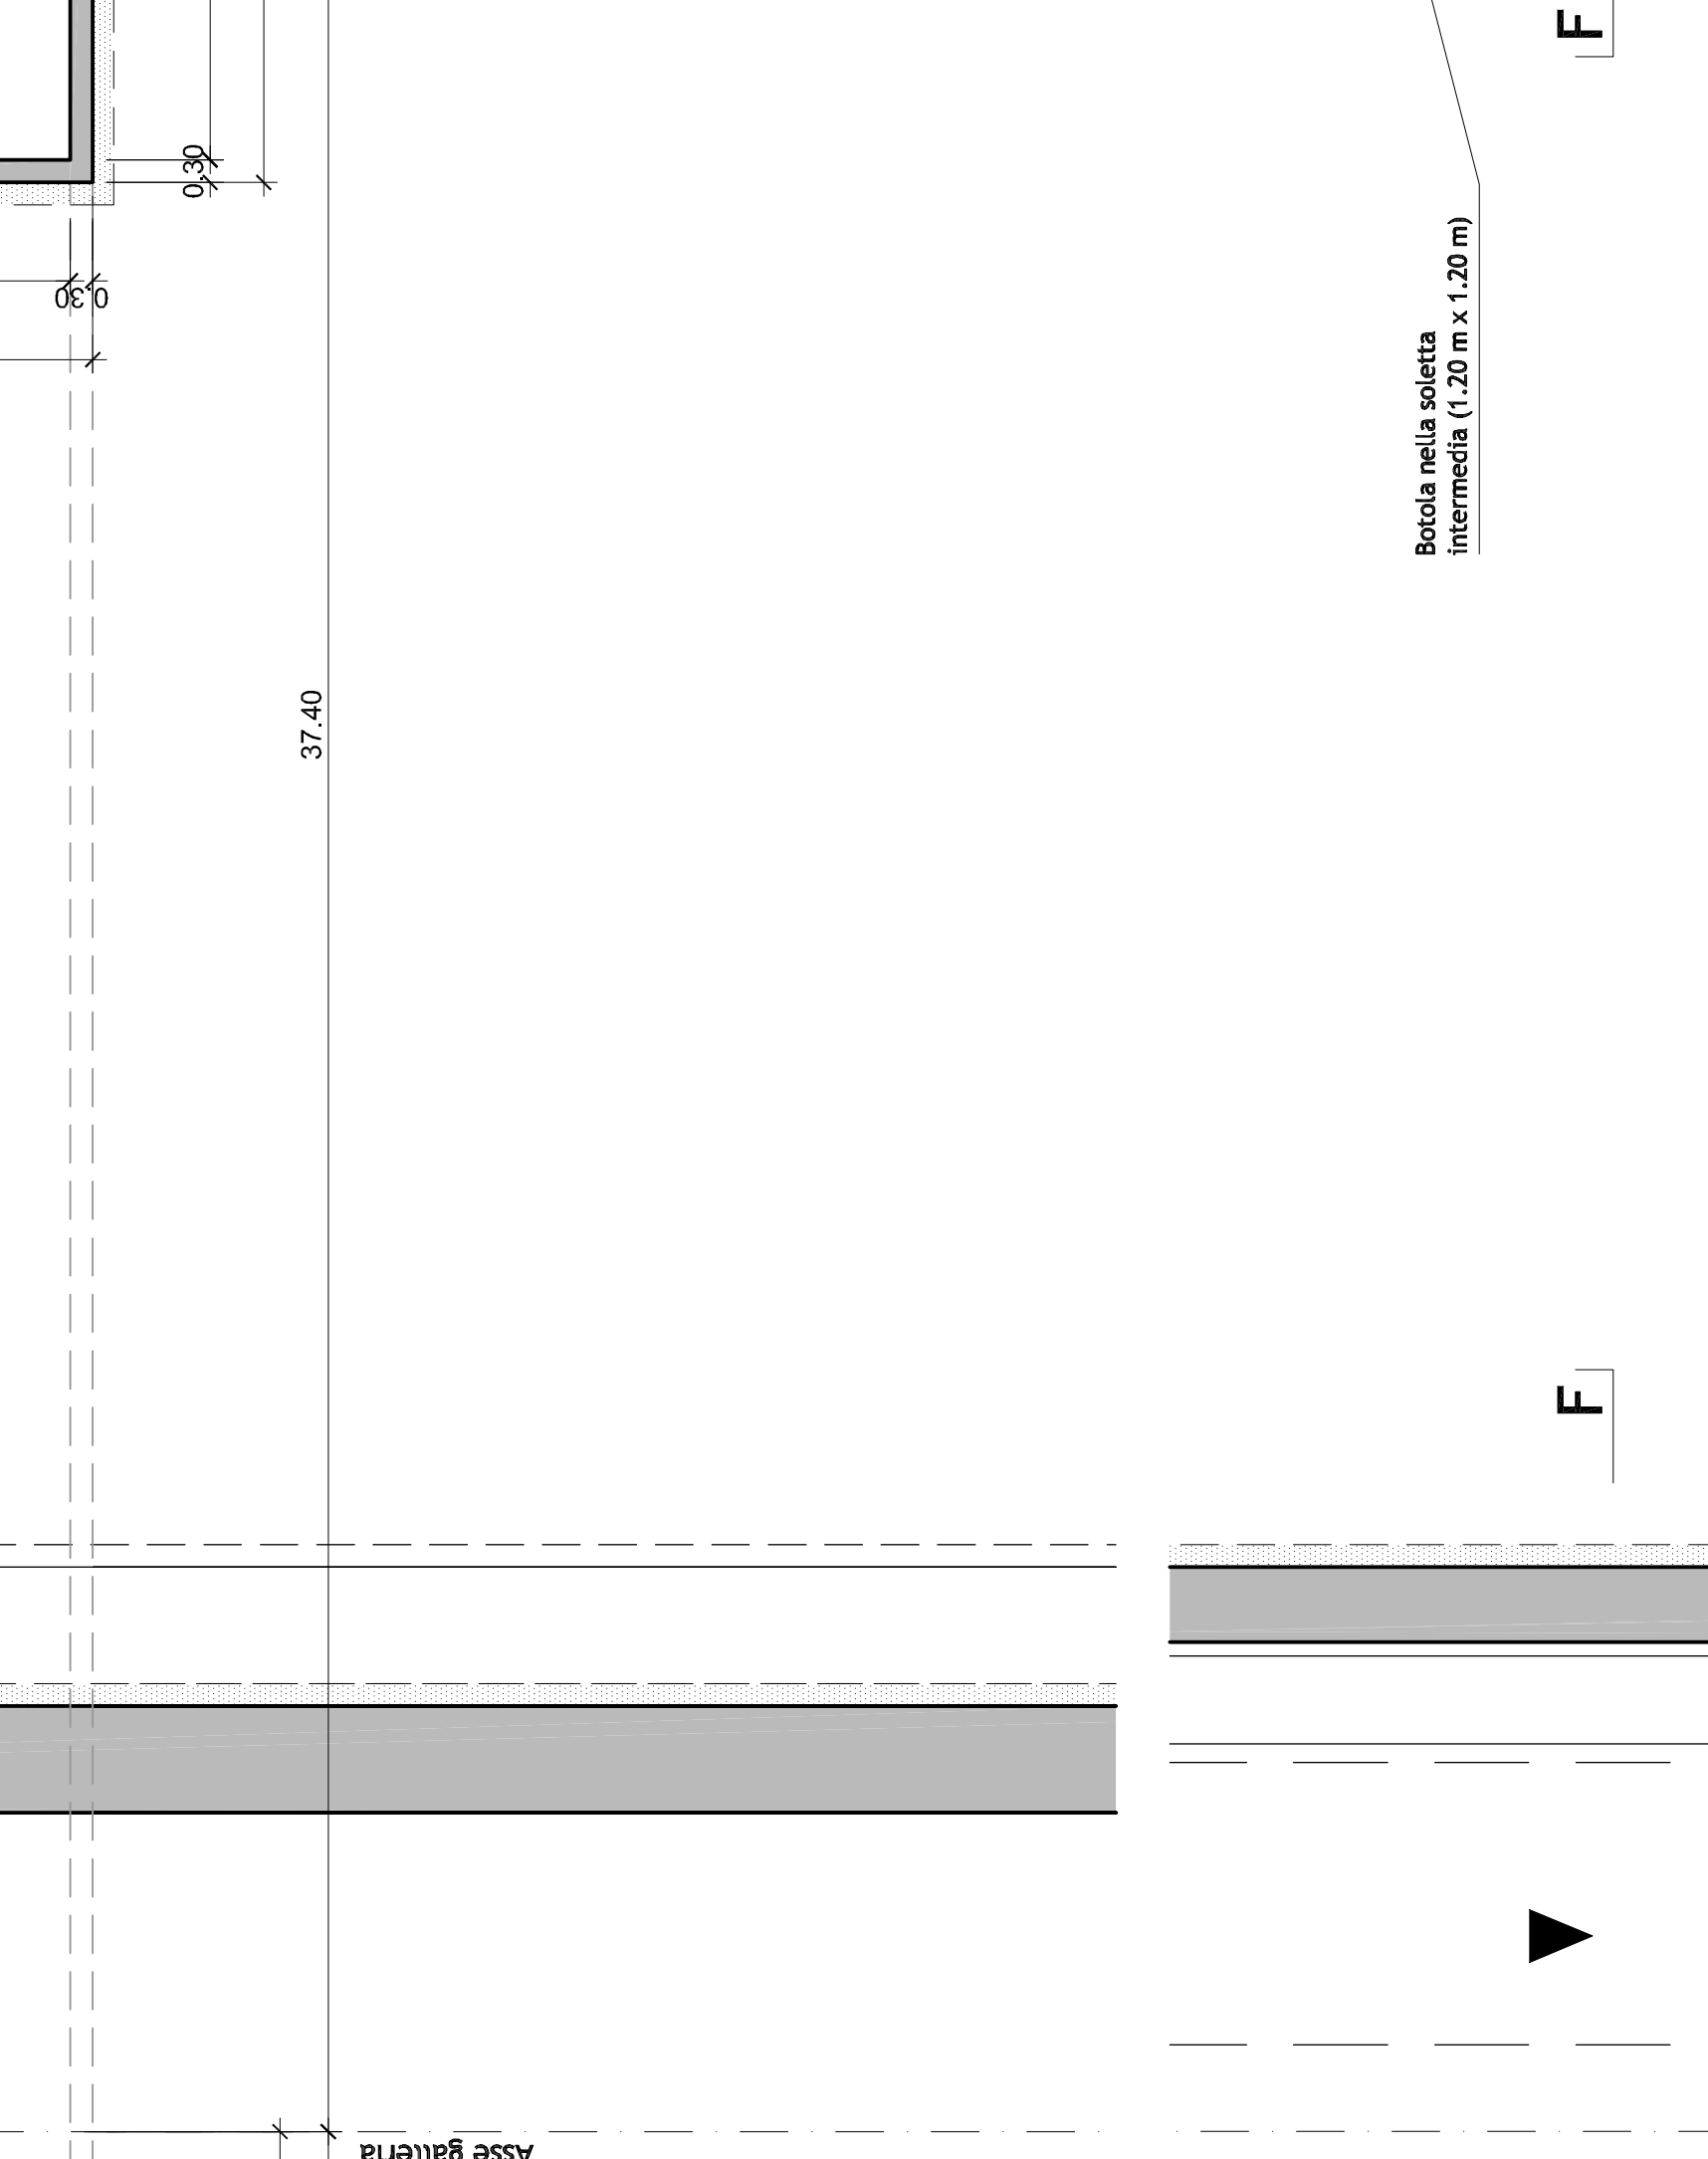 F
0.30
0.30
Botola nella soletta
intermedia (1.20 m x 1.20 m)
37.40
F
Asse galleria